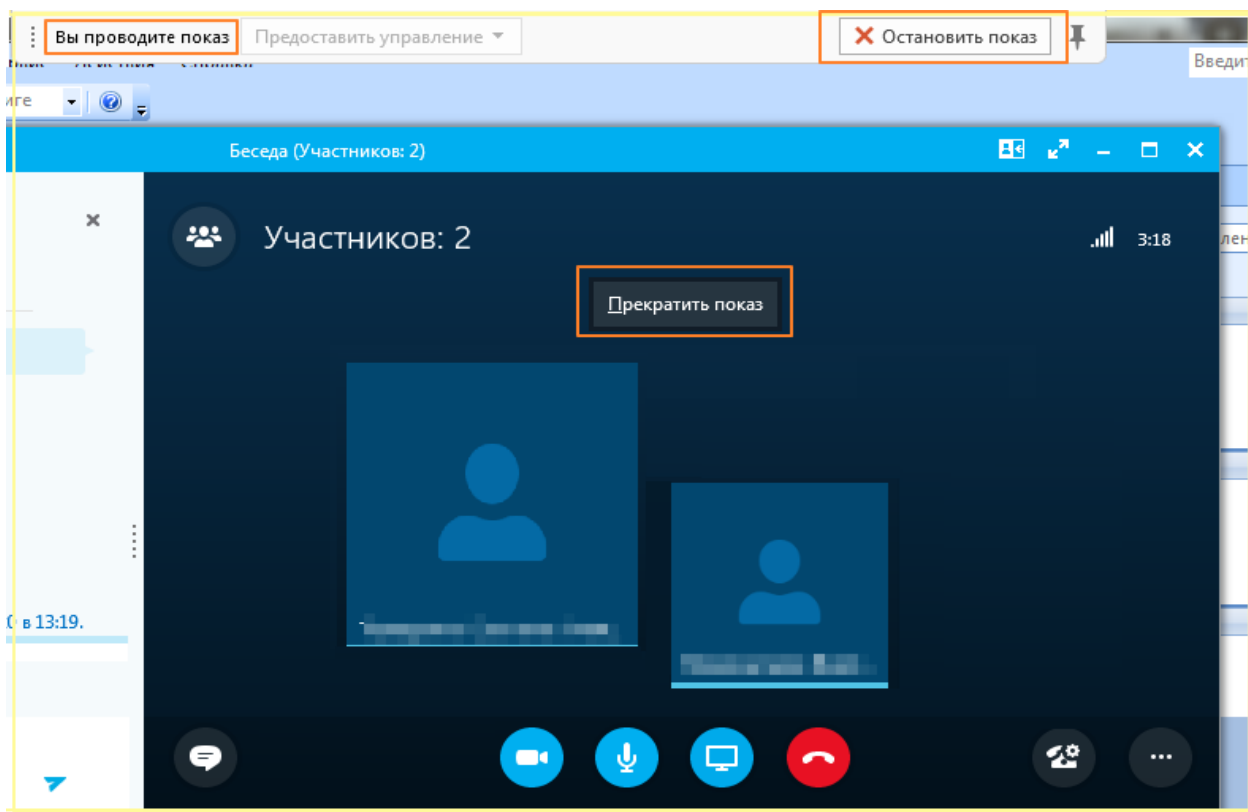 Вы проводите показ Предоставить управление Остановить показ
Справка
Введит
иге
Беседа (Участников: 2)
Участников: 2
3:18
лен
Прекратить показ
в 13:19.